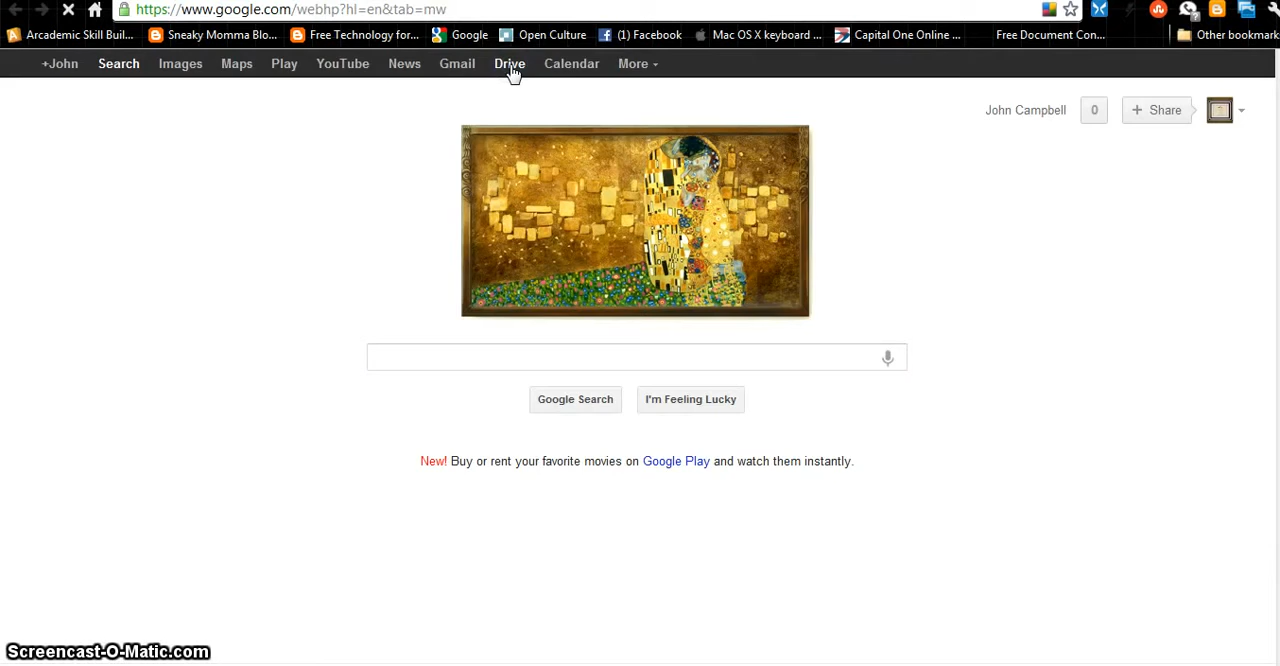 https://www.google.com/webhp?hl=en&tab=mw
Arcademic Skill Buil... Sneaky Momma Blo... Free Technology for... Google Open Culture (1) Facebook Mac OS X keyboard ... Capital One Online ... Free Document Con... Other bookmark
+John Search Images Maps Play YouTube News Gmail Drive Calendar More
John Campbell 0 + Share
Google Search I'm Feeling Lucky
New! Buy or rent your favorite movies on Google Play and watch them instantly.
Screencast-O-Matic.com